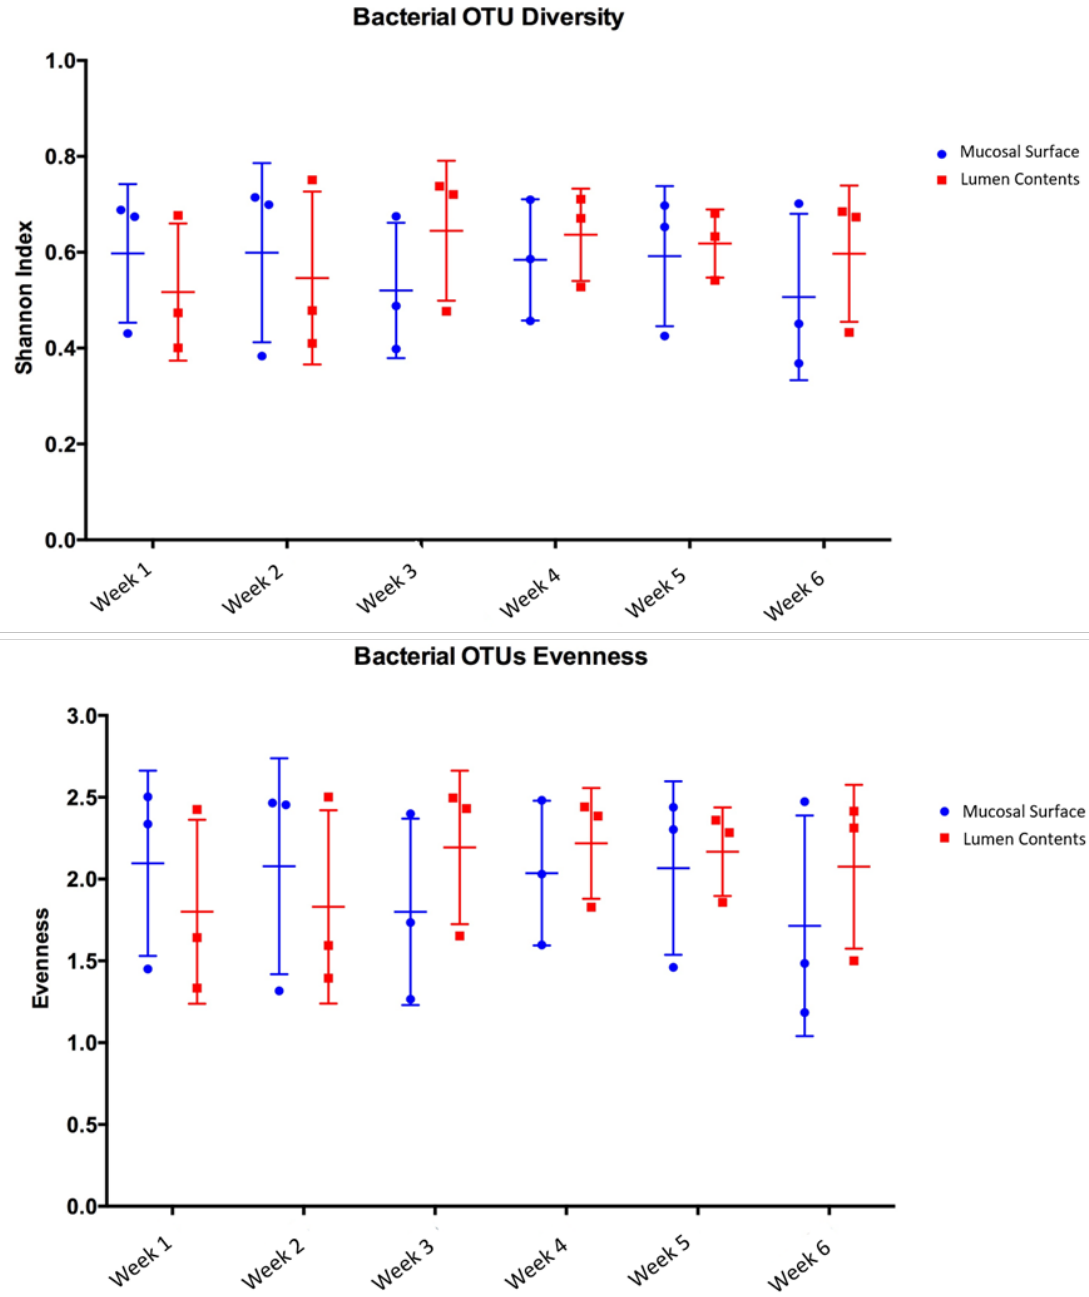 Bacterial OTU Diversity
1.0
0.8
0.6
0.4
0.2
0.0
Shannon Index
Mucosal Surface
Lumen Contents
Week 1
Week 2
Week 3
Week 4
Week 5
Week 6
Bacterial OTUs Evenness
3.0
2.5
2.0
1.5
1.0
0.5
0.0
Evenness
Mucosal Surface
Lumen Contents
Week 1
Week 2
Week 3
Week 4
Week 5
Week 6